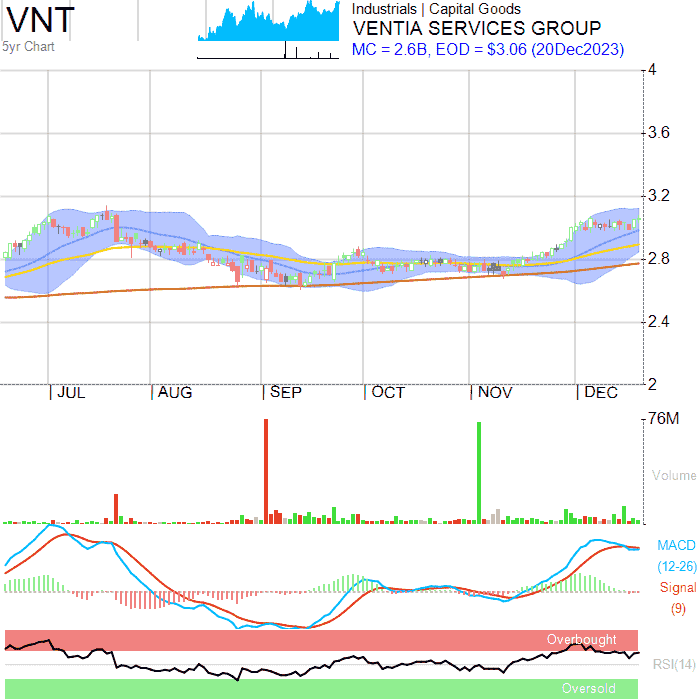 VNT
5yr Chart
Industrials | Capital Goods
VENTIA SERVICES GROUP
MC = 2.6B, EOD = $3.06 (20Dec2023)
4
3.6
3.2
2.8
2.4
2
JUL AUG SEP OCT NOV DEC
76M
Volume
MACD
(12-26)
Signal
(9)
Overbought
RSI(14)
Oversold